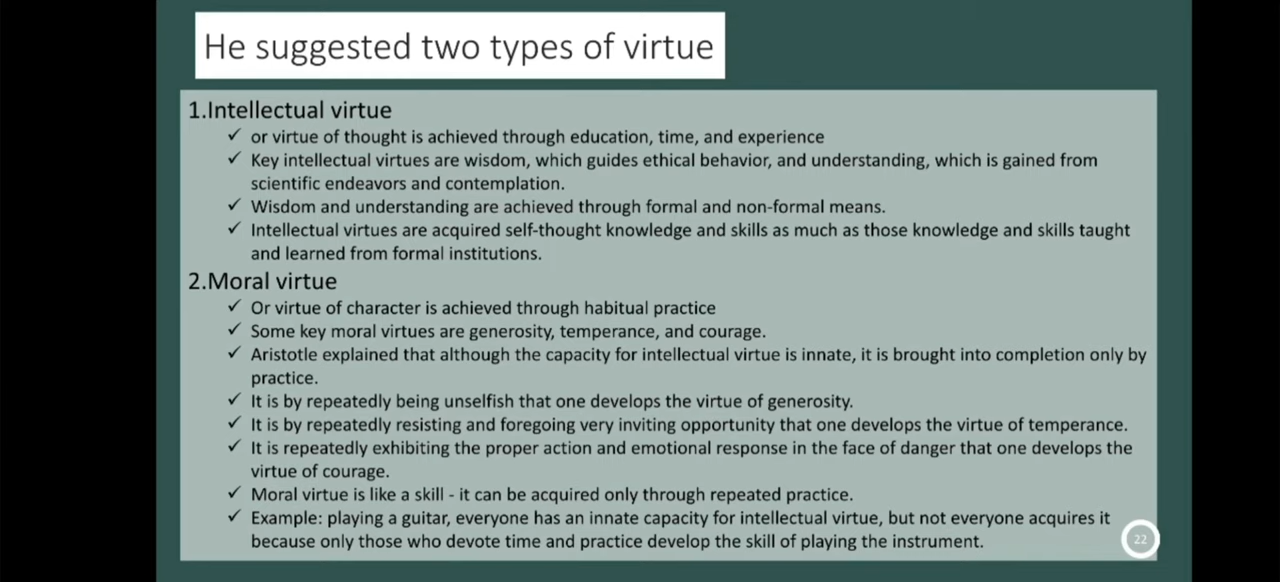 He suggested two types of virtue
1.Intellectual virtue
✓ or virtue of thought is achieved through education, time, and experience
✓ Key intellectual virtues are wisdom, which guides ethical behavior, and understanding, which is gained from
scientific endeavors and contemplation.
✓ Wisdom and understanding are achieved through formal and non-formal means.
✓ Intellectual virtues are acquired self-thought knowledge and skills as much as those knowledge and skills taught
and learned from formal institutions.
2.Moral virtue
✓ Or virtue of character is achieved through habitual practice
✓ Some key moral virtues are generosity, temperance, and courage.
✓ Aristotle explained that although the capacity for intellectual virtue is innate, it is brought into completion only by
practice.
✓ It is by repeatedly being unselfish that one develops the virtue of generosity.
✓ It is by repeatedly resisting and foregoing very inviting opportunity that one develops the virtue of temperance.
✓ It is repeatedly exhibiting the proper action and emotional response in the face of danger that one develops the
virtue of courage.
✓ Moral virtue is like a skill - it can be acquired only through repeated practice.
✓ Example: playing a guitar, everyone has an innate capacity for intellectual virtue, but not everyone acquires it
because only those who devote time and practice develop the skill of playing the instrument.
22